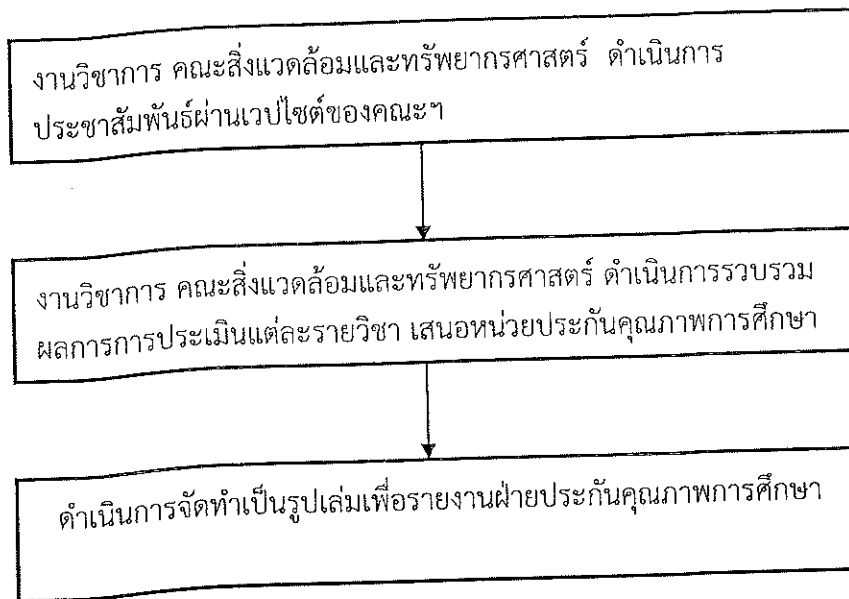 งานวิชาการ คณะสิ่งแวดล้อมและทรัพยากรศาสตร์ ดำเนินการ
ประชาสัมพันธ์ผ่านเวปไซต์ของคณะฯ
งานวิชาการ คณะสิ่งแวดล้อมและทรัพยากรศาสตร์ ดำเนินการรวบรวม
ผลการการประเมินแต่ละรายวิชา เสนอหน่วยประกันคุณภาพการศึกษา
ดำเนินการจัดทำเป็นรูปเล่มเพื่อรายงานฝ่ายประกันคุณภาพการศึกษา